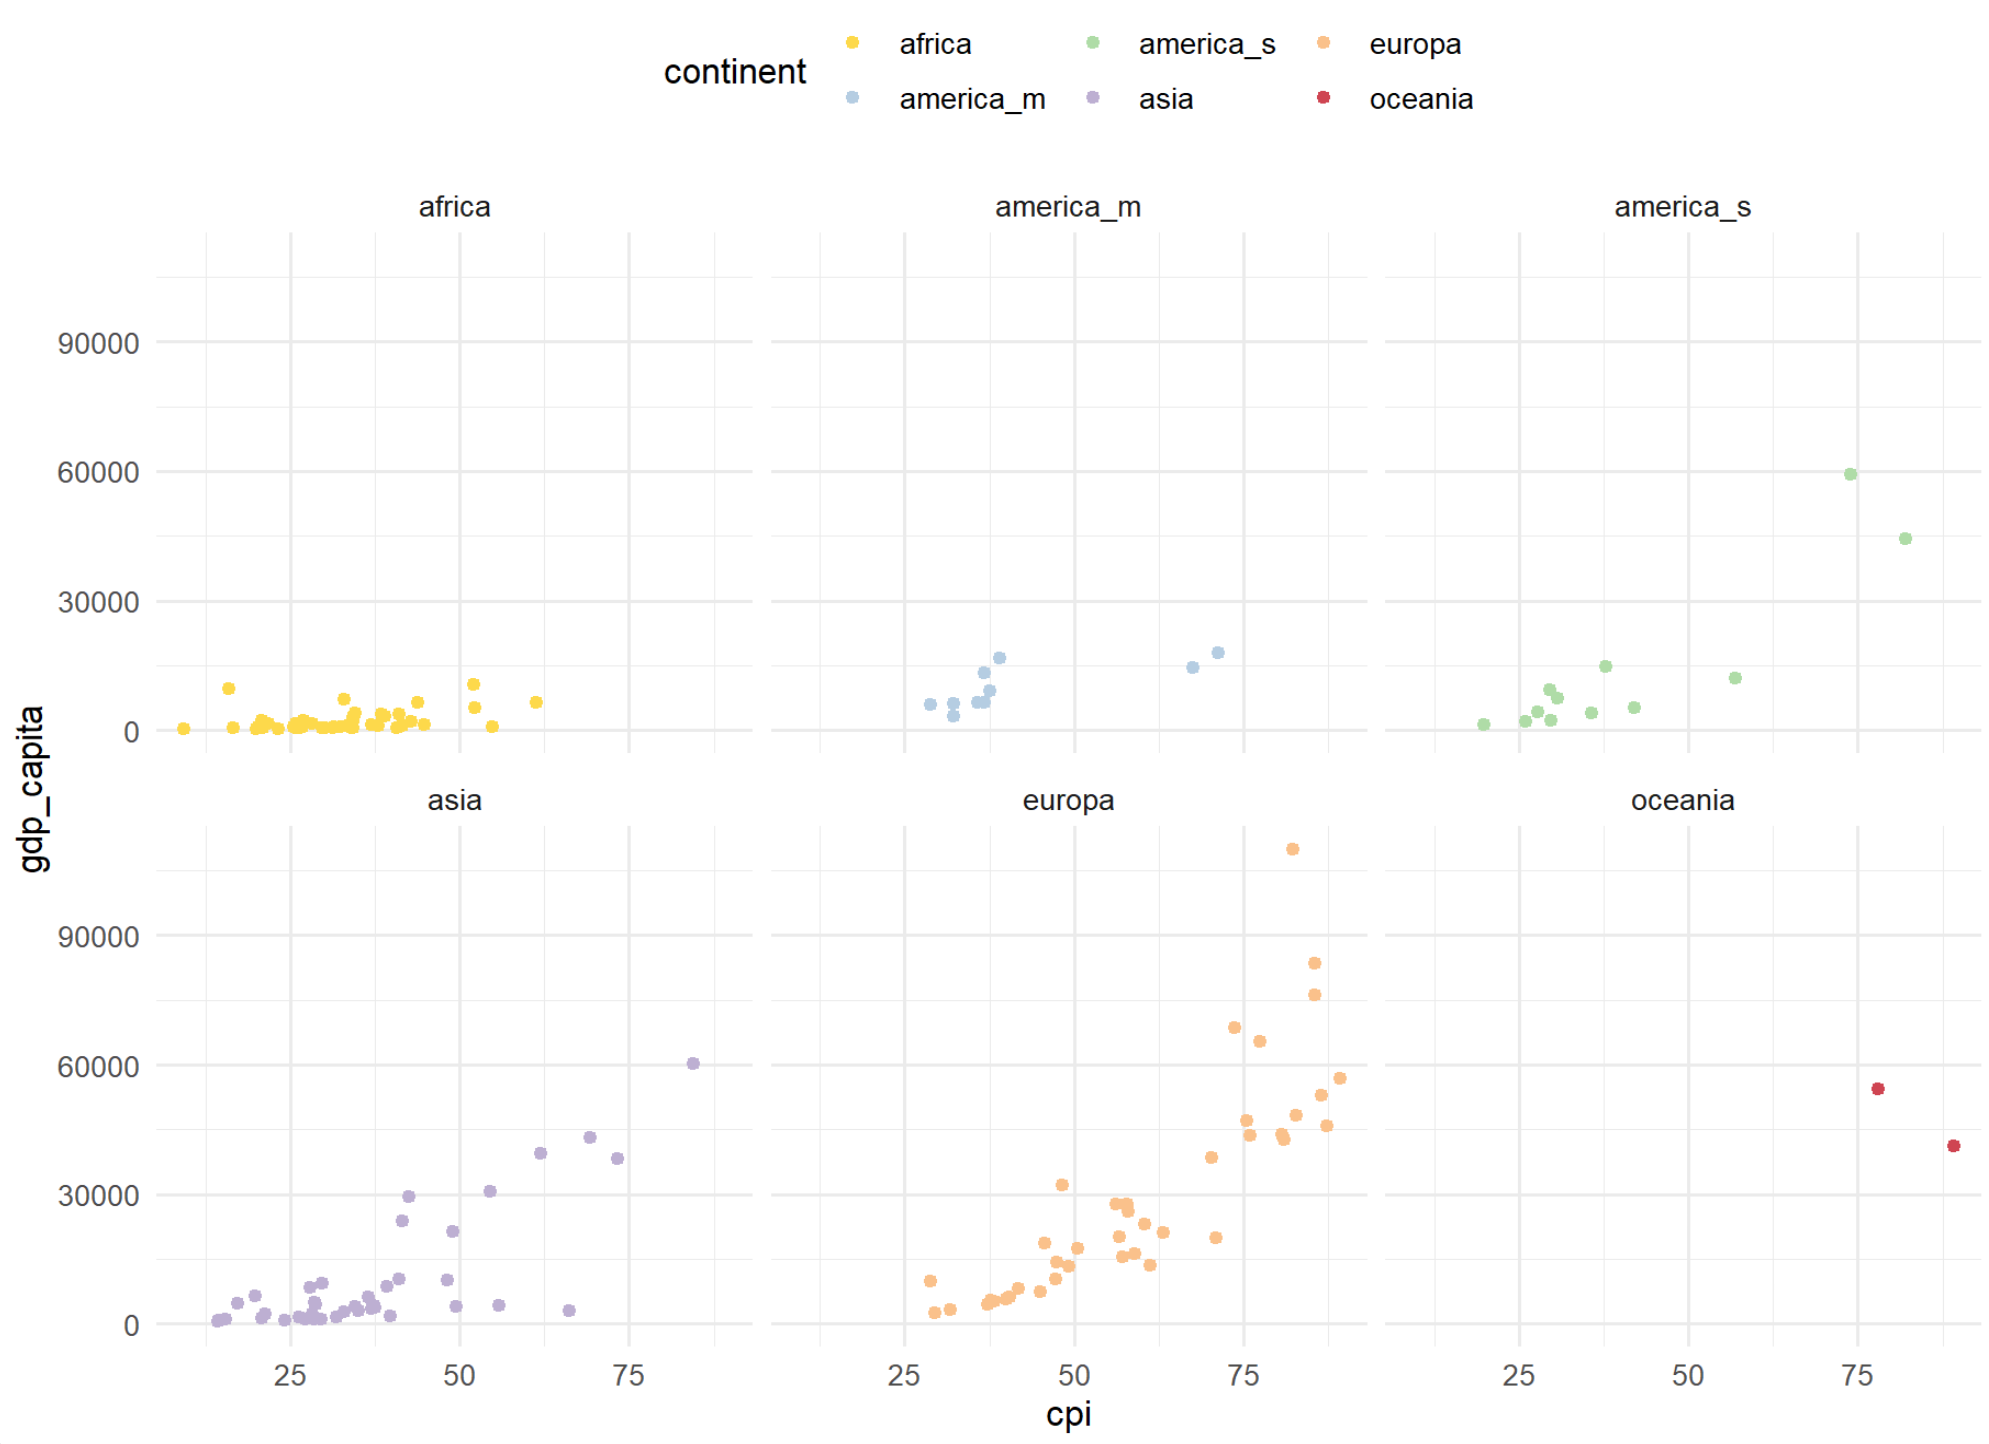 continent
africa
america_s
europa
america_m
asia
oceania
africa
america_m
america_s
90000
60000
30000
0
gdp_capita
asia
europa
oceania
90000
60000
30000
0
25 50 75 25 50 75 25 50 75
cpi